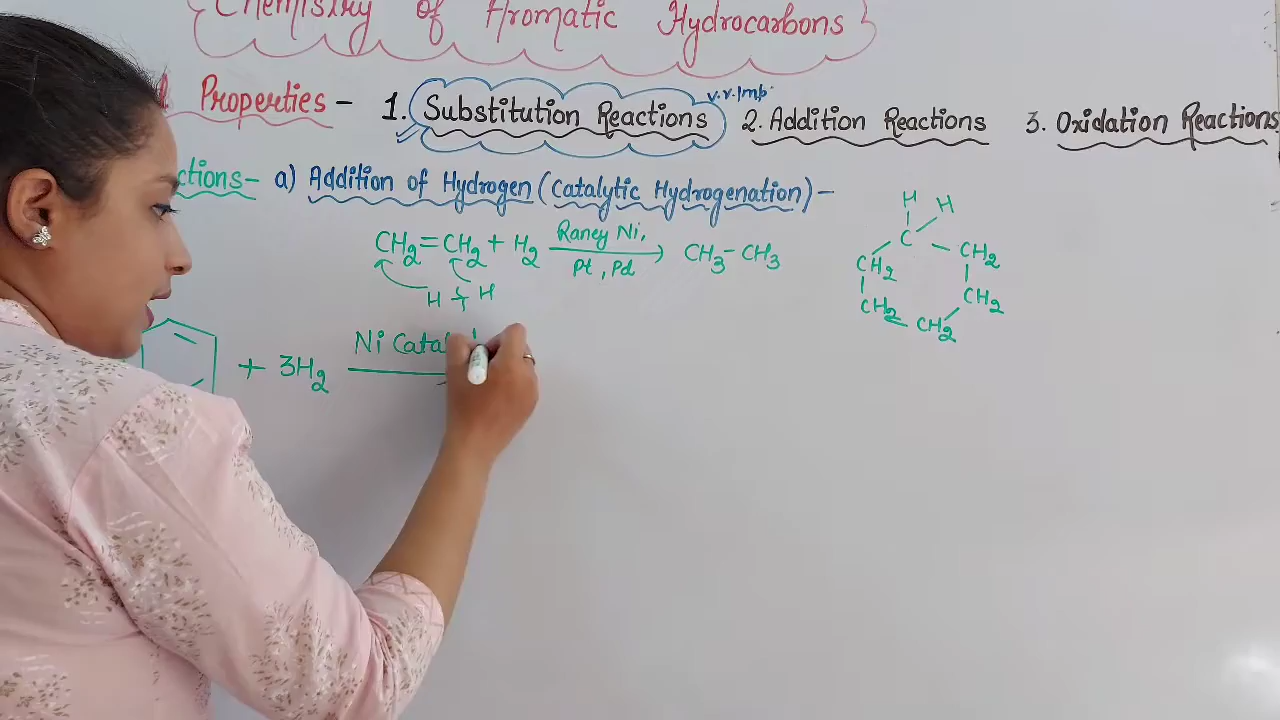 Chemistry of Aromatic Hydrocarbons
Properties - 1. Substitution Reactions v.v.Imp. 2. Addition Reactions 3. Oxidation Reactions
ctions - a) Addition of Hydrogen (Catalytic Hydrogenation) -
CH2=CH2 + H2 Raney Ni, Pt, Pd → CH3-CH3
H H
+ 3H2 Ni Catal
H H
C
CH2 CH2
CH2 CH2
CH2